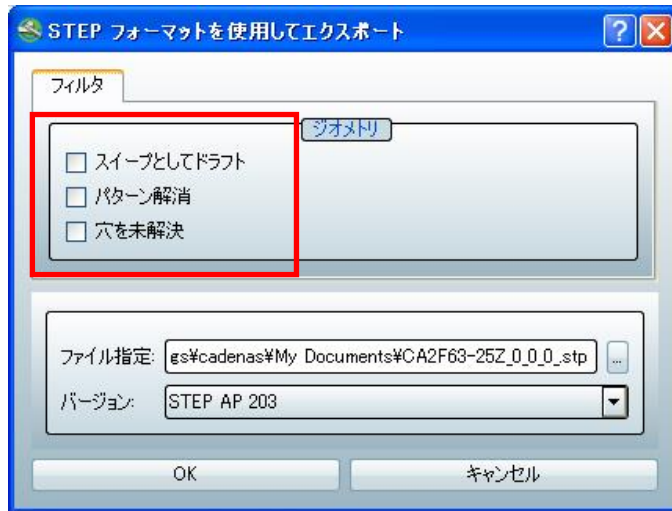 STEP フォーマットを使用してエクスポート
フィルタ
ジオメトリ
スイープとしてドラフト
パターン解消
穴を未解決
ファイル指定: gs¥cadenas¥My Documents¥CA2F63-25Z_0_0_0_.stp ...
バージョン: STEP AP 203
OK キャンセル